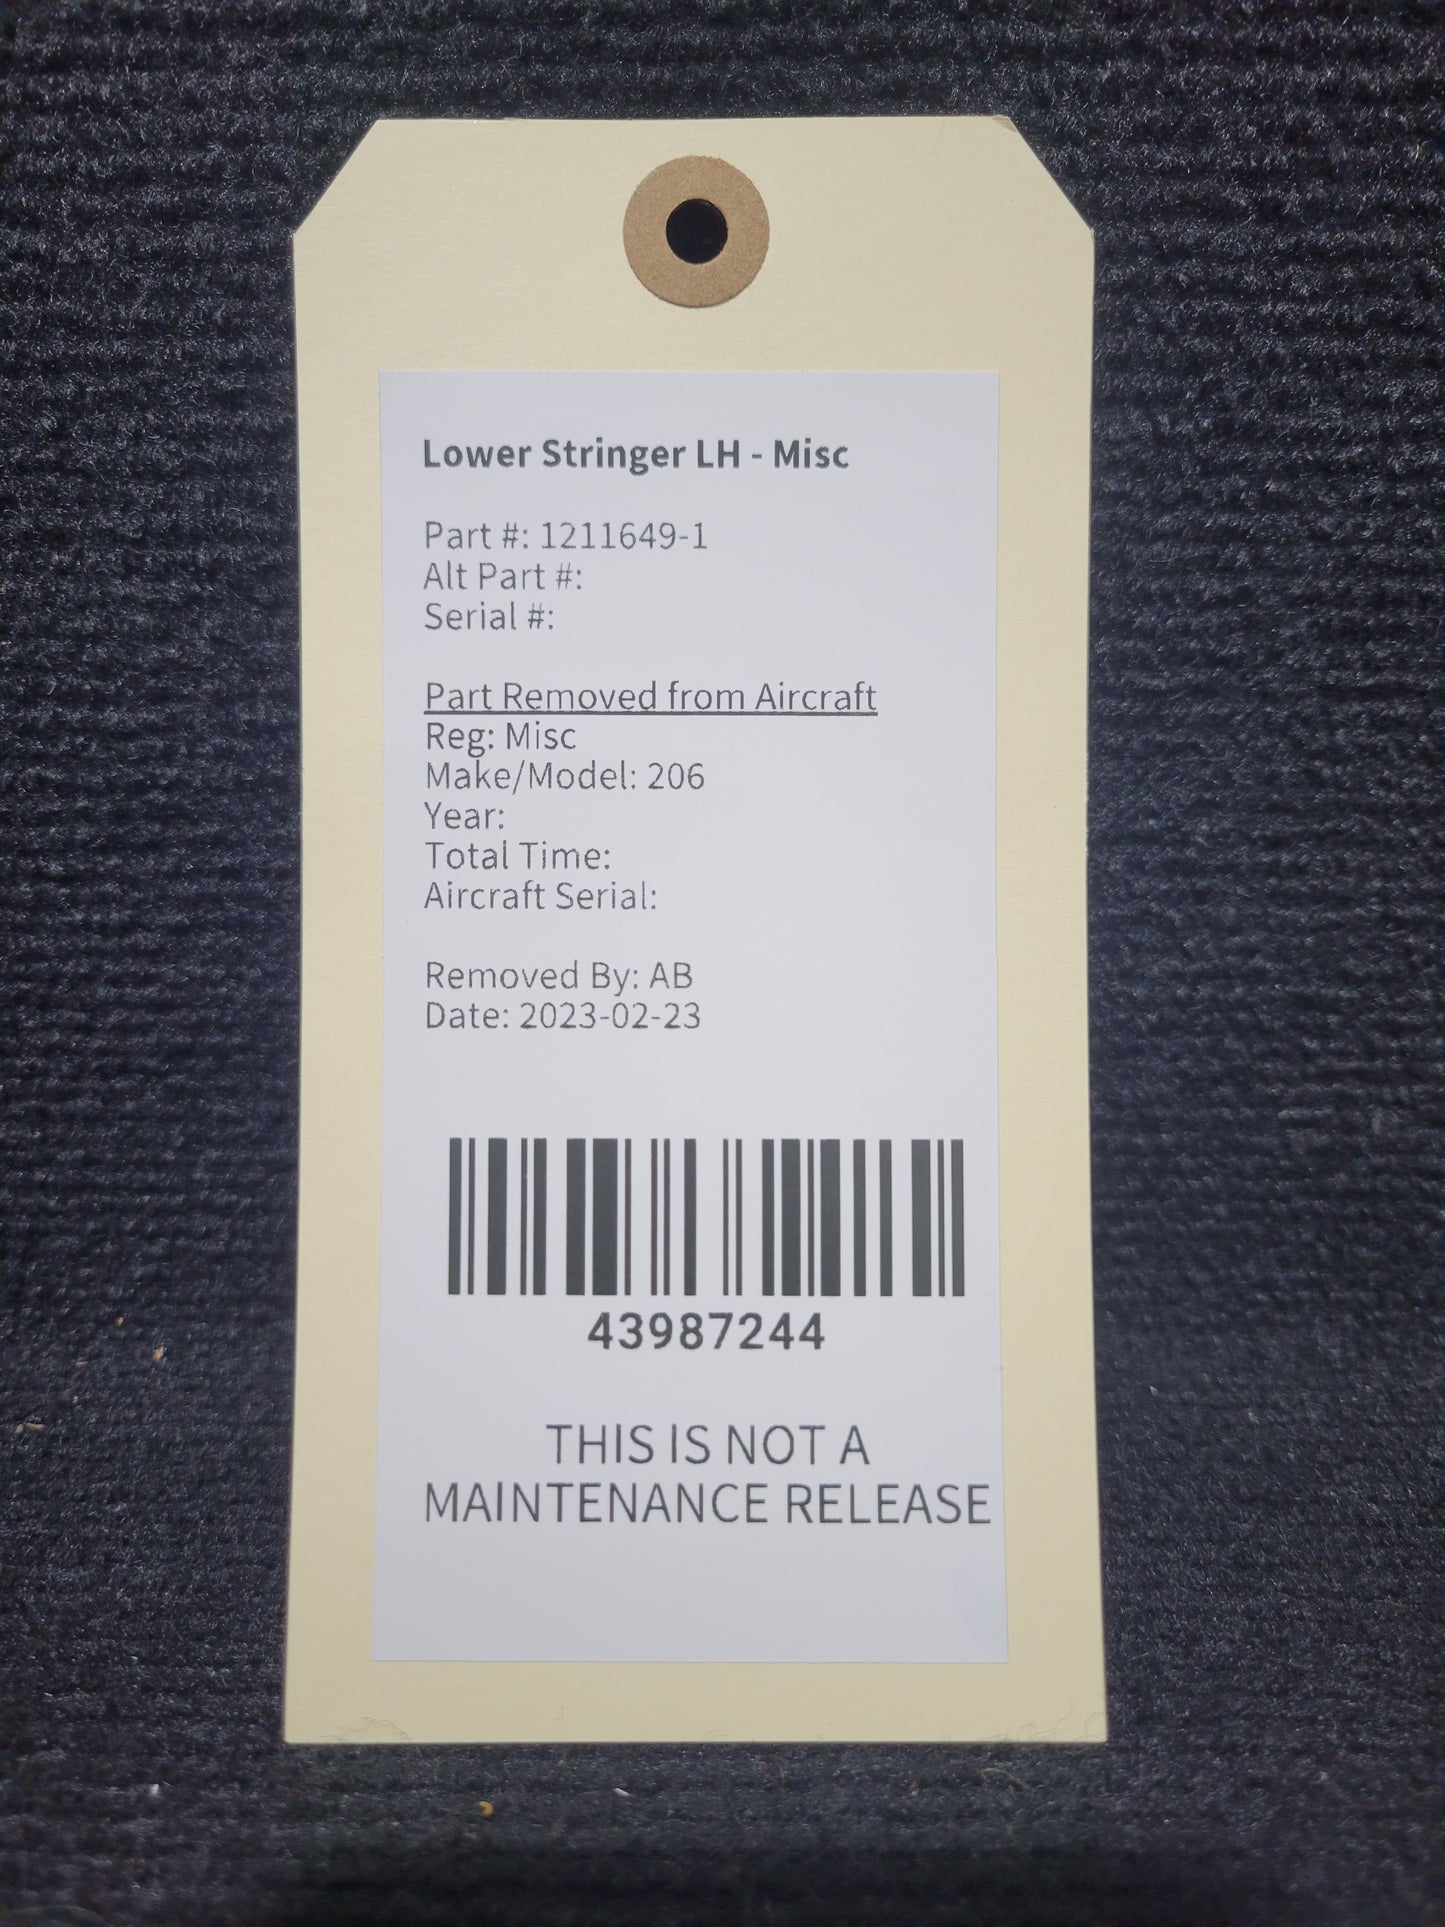 Lower Stringer LH - Misc
Part #: 1211649-1
Alt Part #:
Serial #:
Part Removed from Aircraft
Reg: Misc
Make/Model: 206
Year:
Total Time:
Aircraft Serial:
Removed By: AB
Date: 2023-02-23
43987244
THIS IS NOT A
MAINTENANCE RELEASE